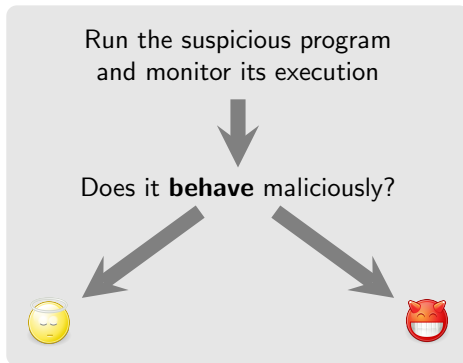 Run the suspicious program
and monitor its execution
Does it behave maliciously?